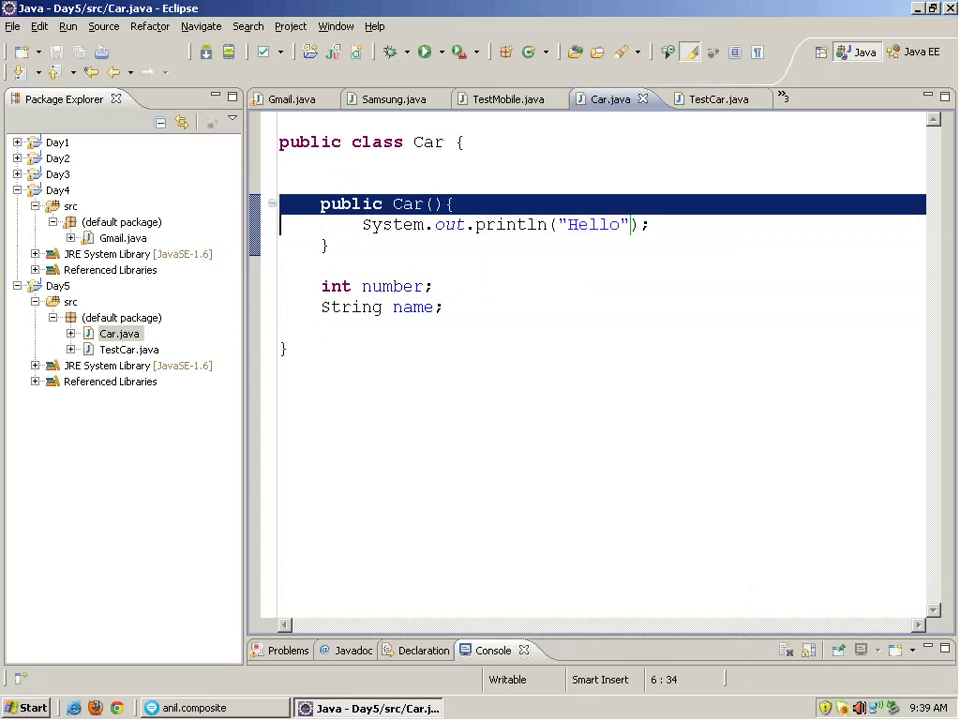 Java - Day5/src/Car.java - Eclipse
File Edit Run Source Refactor Navigate Search Project Window Help
Java Java EE
Package Explorer
Gmail.java Samsung.java TestMobile.java Car.java TestCar.java »3
Day1
Day2
Day3
Day4
src
(default package)
Gmail.java
JRE System Library [JavaSE-1.6]
Referenced Libraries
Day5
src
(default package)
Car.java
TestCar.java
JRE System Library [JavaSE-1.6]
Referenced Libraries
public class Car {
public Car(){
System.out.println("Hello");
}
int number;
String name;
}
Problems @ Javadoc Declaration Console
Writable Smart Insert 6 : 34
Start anil.composite Java - Day5/src/Car.j... 9:39 AM